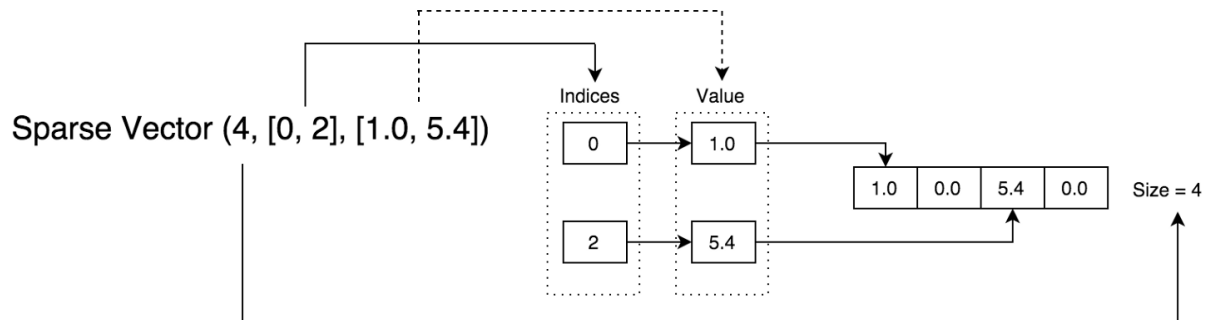 Sparse Vector (4, [0, 2], [1.0, 5.4])
Indices
Value
0
1.0
2
5.4
1.0 0.0 5.4 0.0
Size = 4